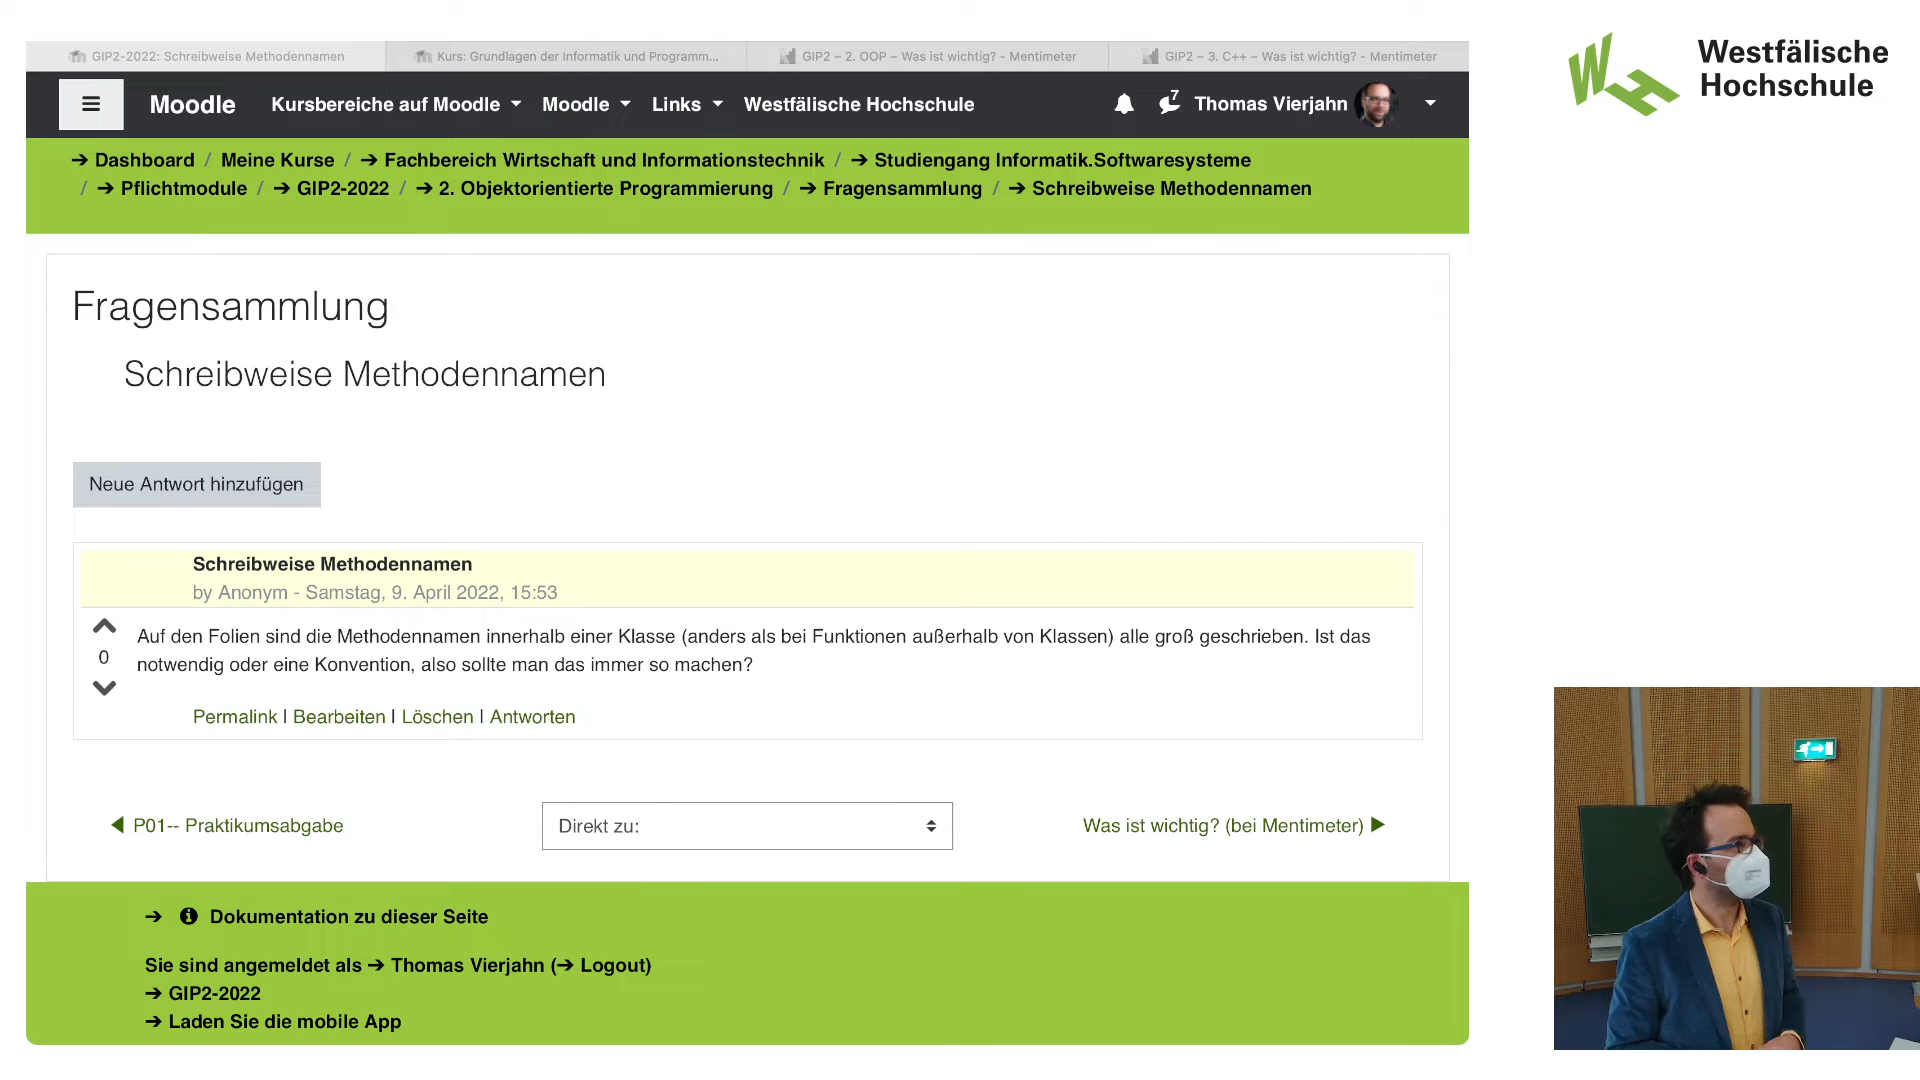 GIP2-2022: Schreibweise Methodennamen
Kurs: Grundlagen der Informatik und Programm...
GIP2 – 2. OOP – Was ist wichtig? - Mentimeter
GIP2 – 3. C++ – Was ist wichtig? - Mentimeter
Westfälische
Hochschule
Moodle Kursbereiche auf Moodle Moodle Links Westfälische Hochschule 7 Thomas Vierjahn
→ Dashboard / Meine Kurse / → Fachbereich Wirtschaft und Informationstechnik / → Studiengang Informatik.Softwaresysteme
/ → Pflichtmodule / → GIP2-2022 / → 2. Objektorientierte Programmierung / → Fragensammlung / → Schreibweise Methodennamen
Fragensammlung
Schreibweise Methodennamen
Neue Antwort hinzufügen
Schreibweise Methodennamen
by Anonym - Samstag, 9. April 2022, 15:53
0
Auf den Folien sind die Methodennamen innerhalb einer Klasse (anders als bei Funktionen außerhalb von Klassen) alle groß geschrieben. Ist das
notwendig oder eine Konvention, also sollte man das immer so machen?
Permalink | Bearbeiten | Löschen | Antworten
◀ P01-- Praktikumsabgabe
Direkt zu:
Was ist wichtig? (bei Mentimeter) ▶
→ Dokumentation zu dieser Seite
Sie sind angemeldet als → Thomas Vierjahn (→ Logout)
→ GIP2-2022
→ Laden Sie die mobile App